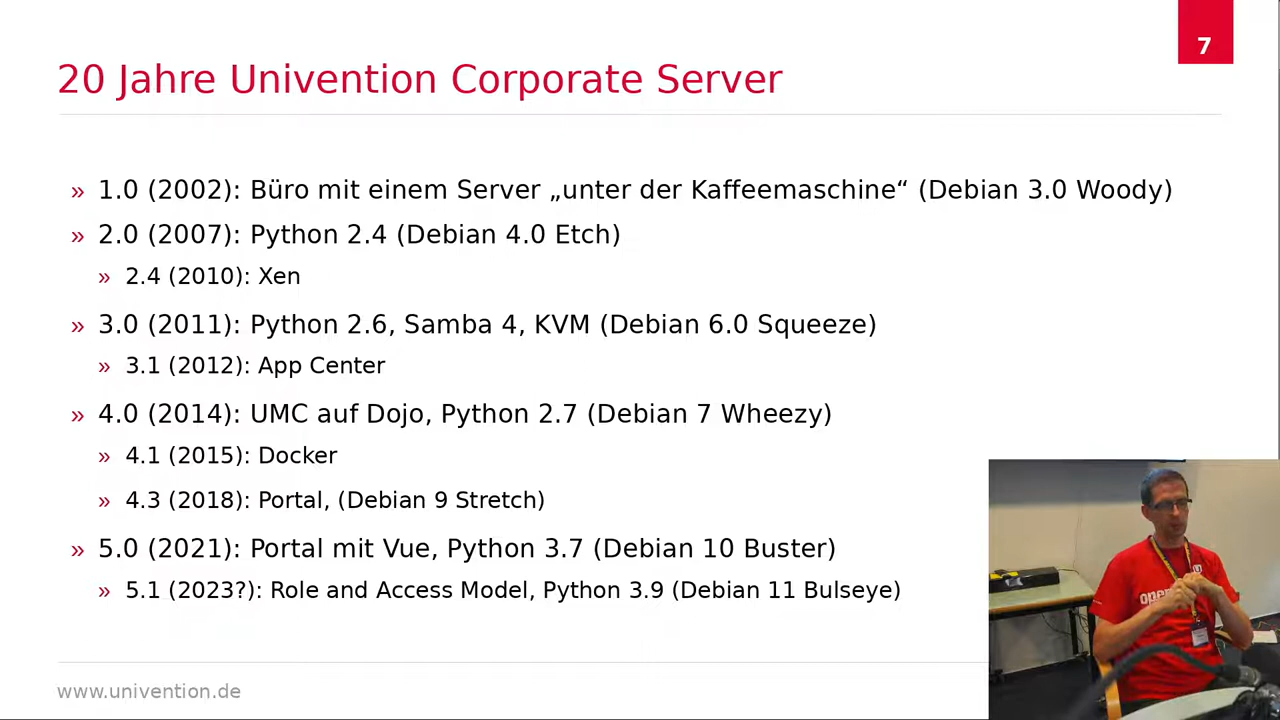 7
20 Jahre Univention Corporate Server
» 1.0 (2002): Büro mit einem Server „unter der Kaffeemaschine“ (Debian 3.0 Woody)
» 2.0 (2007): Python 2.4 (Debian 4.0 Etch)
» 2.4 (2010): Xen
» 3.0 (2011): Python 2.6, Samba 4, KVM (Debian 6.0 Squeeze)
» 3.1 (2012): App Center
» 4.0 (2014): UMC auf Dojo, Python 2.7 (Debian 7 Wheezy)
» 4.1 (2015): Docker
» 4.3 (2018): Portal, (Debian 9 Stretch)
» 5.0 (2021): Portal mit Vue, Python 3.7 (Debian 10 Buster)
» 5.1 (2023?): Role and Access Model, Python 3.9 (Debian 11 Bulseye)
www.univention.de